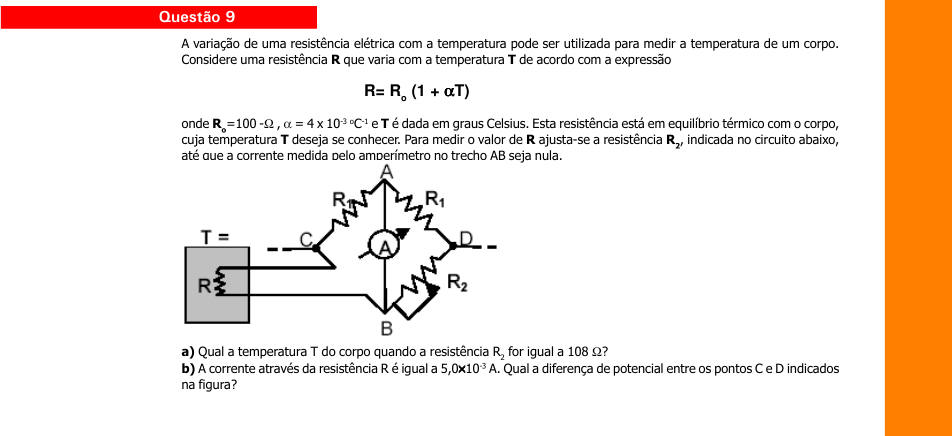 Questão 9
A variação de uma resistência elétrica com a temperatura pode ser utilizada para medir a temperatura de um corpo.
Considere uma resistência R que varia com a temperatura T de acordo com a expressão
R= Rₒ (1 + αT)
onde Rₒ=100 -Ω , α = 4 x 10⁻³ ºC⁻¹ e T é dada em graus Celsius. Esta resistência está em equilíbrio térmico com o corpo,
cuja temperatura T deseja se conhecer. Para medir o valor de R ajusta-se a resistência R₂, indicada no circuito abaixo,
até que a corrente medida pelo amperímetro no trecho AB seja nula.
A
R₁ R₁
T = C A D
R R₂
B
a) Qual a temperatura T do corpo quando a resistência R₂ for igual a 108 Ω?
b) A corrente através da resistência R é igual a 5,0×10⁻³ A. Qual a diferença de potencial entre os pontos C e D indicados
na figura?